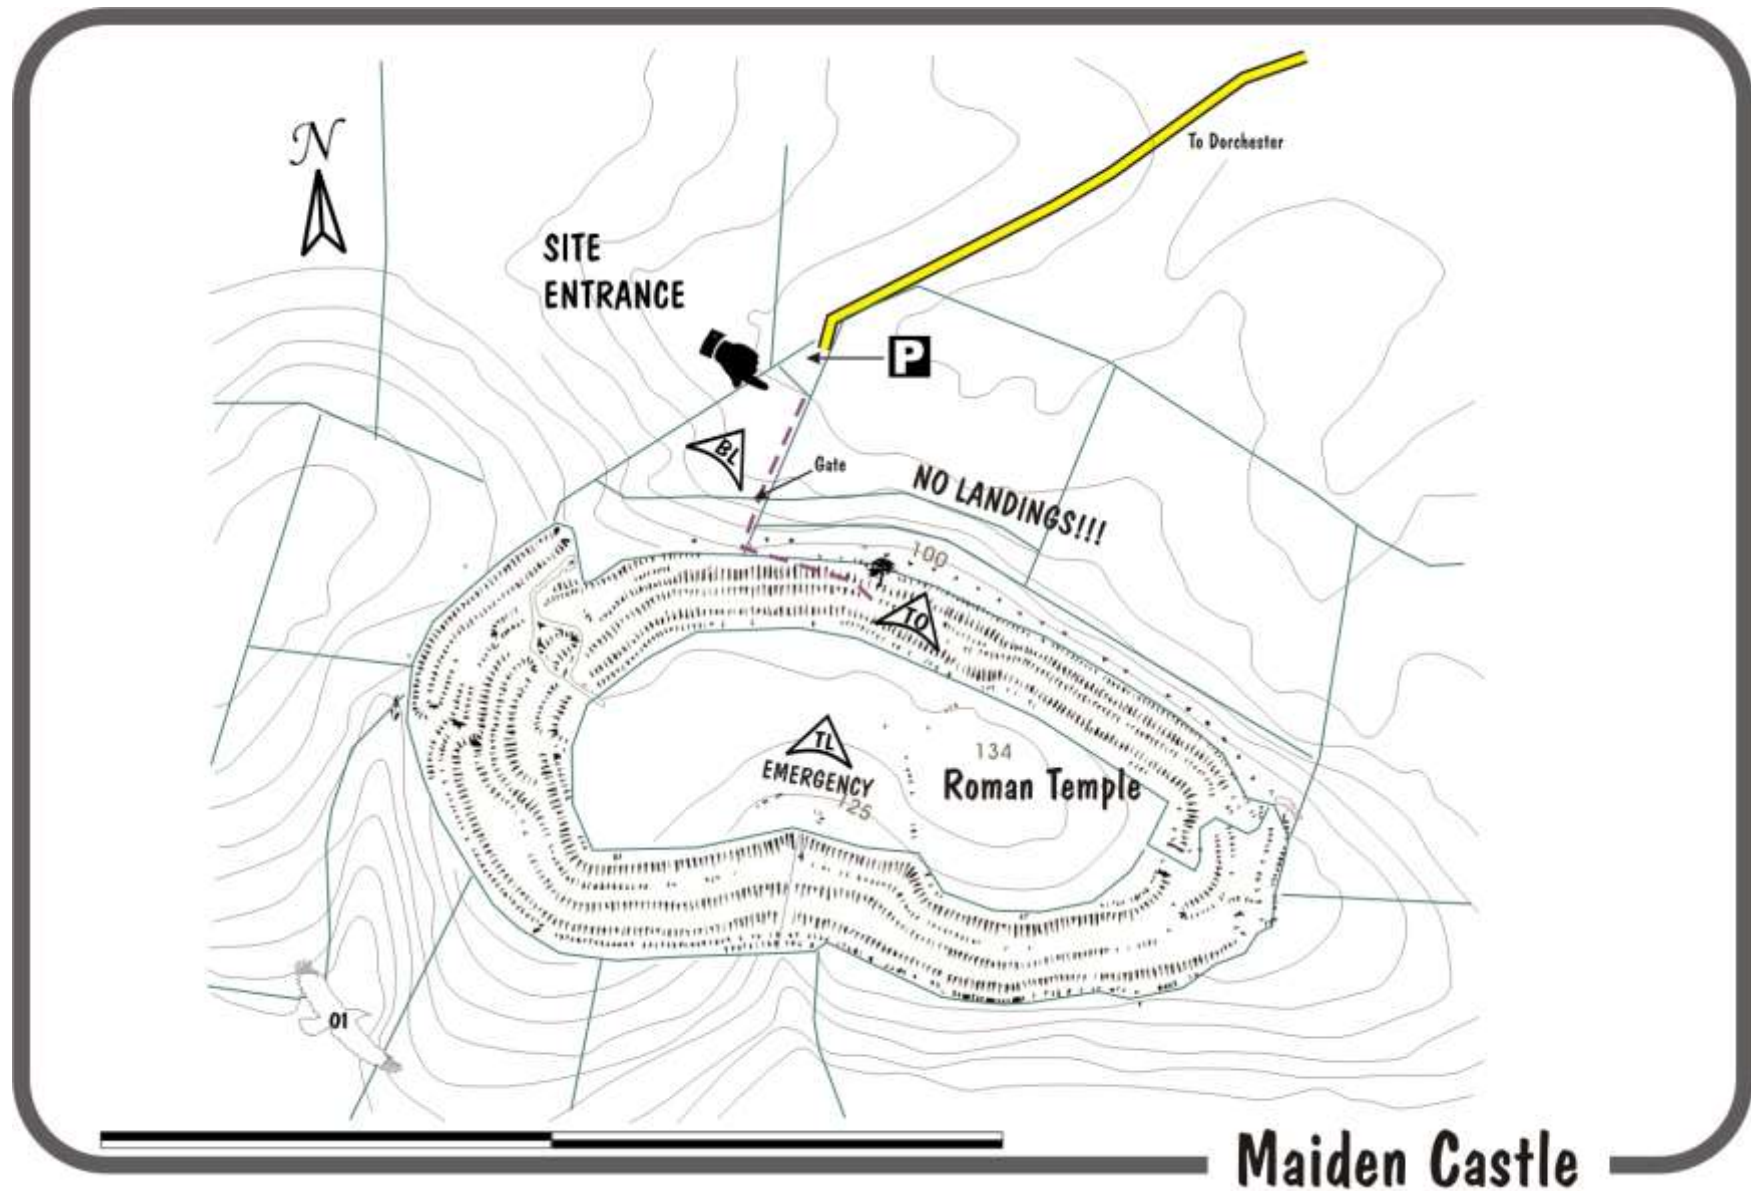 N
To Dorchester
SITE
ENTRANCE
P
BL
Gate
NO LANDINGS!!!
100
TO
TL
EMERGENCY
134
Roman Temple
125
01
Maiden Castle